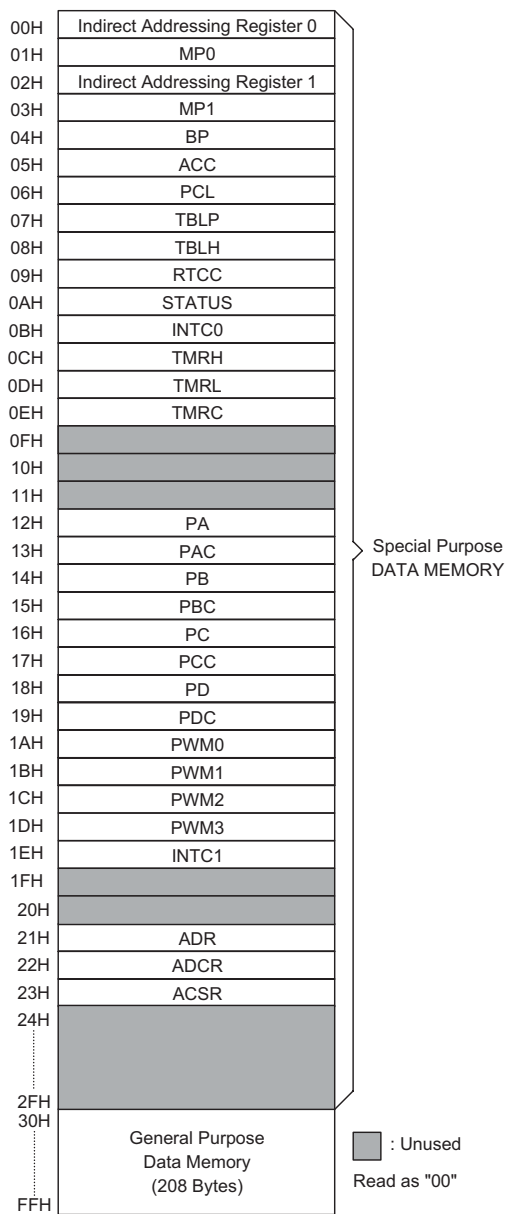 00H Indirect Addressing Register 0
01H MP0
02H Indirect Addressing Register 1
03H MP1
04H BP
05H ACC
06H PCL
07H TBLP
08H TBLH
09H RTCC
0AH STATUS
0BH INTC0
0CH TMRH
0DH TMRL
0EH TMRC
0FH
10H
11H
12H PA
13H PAC
14H PB
15H PBC
16H PC
17H PCC
18H PD
19H PDC
1AH PWM0
1BH PWM1
1CH PWM2
1DH PWM3
1EH INTC1
1FH
20H
21H ADR
22H ADCR
23H ACSR
24H
2FH
Special Purpose
DATA MEMORY
30H
General Purpose
Data Memory
(208 Bytes)
FFH
: Unused
Read as "00"